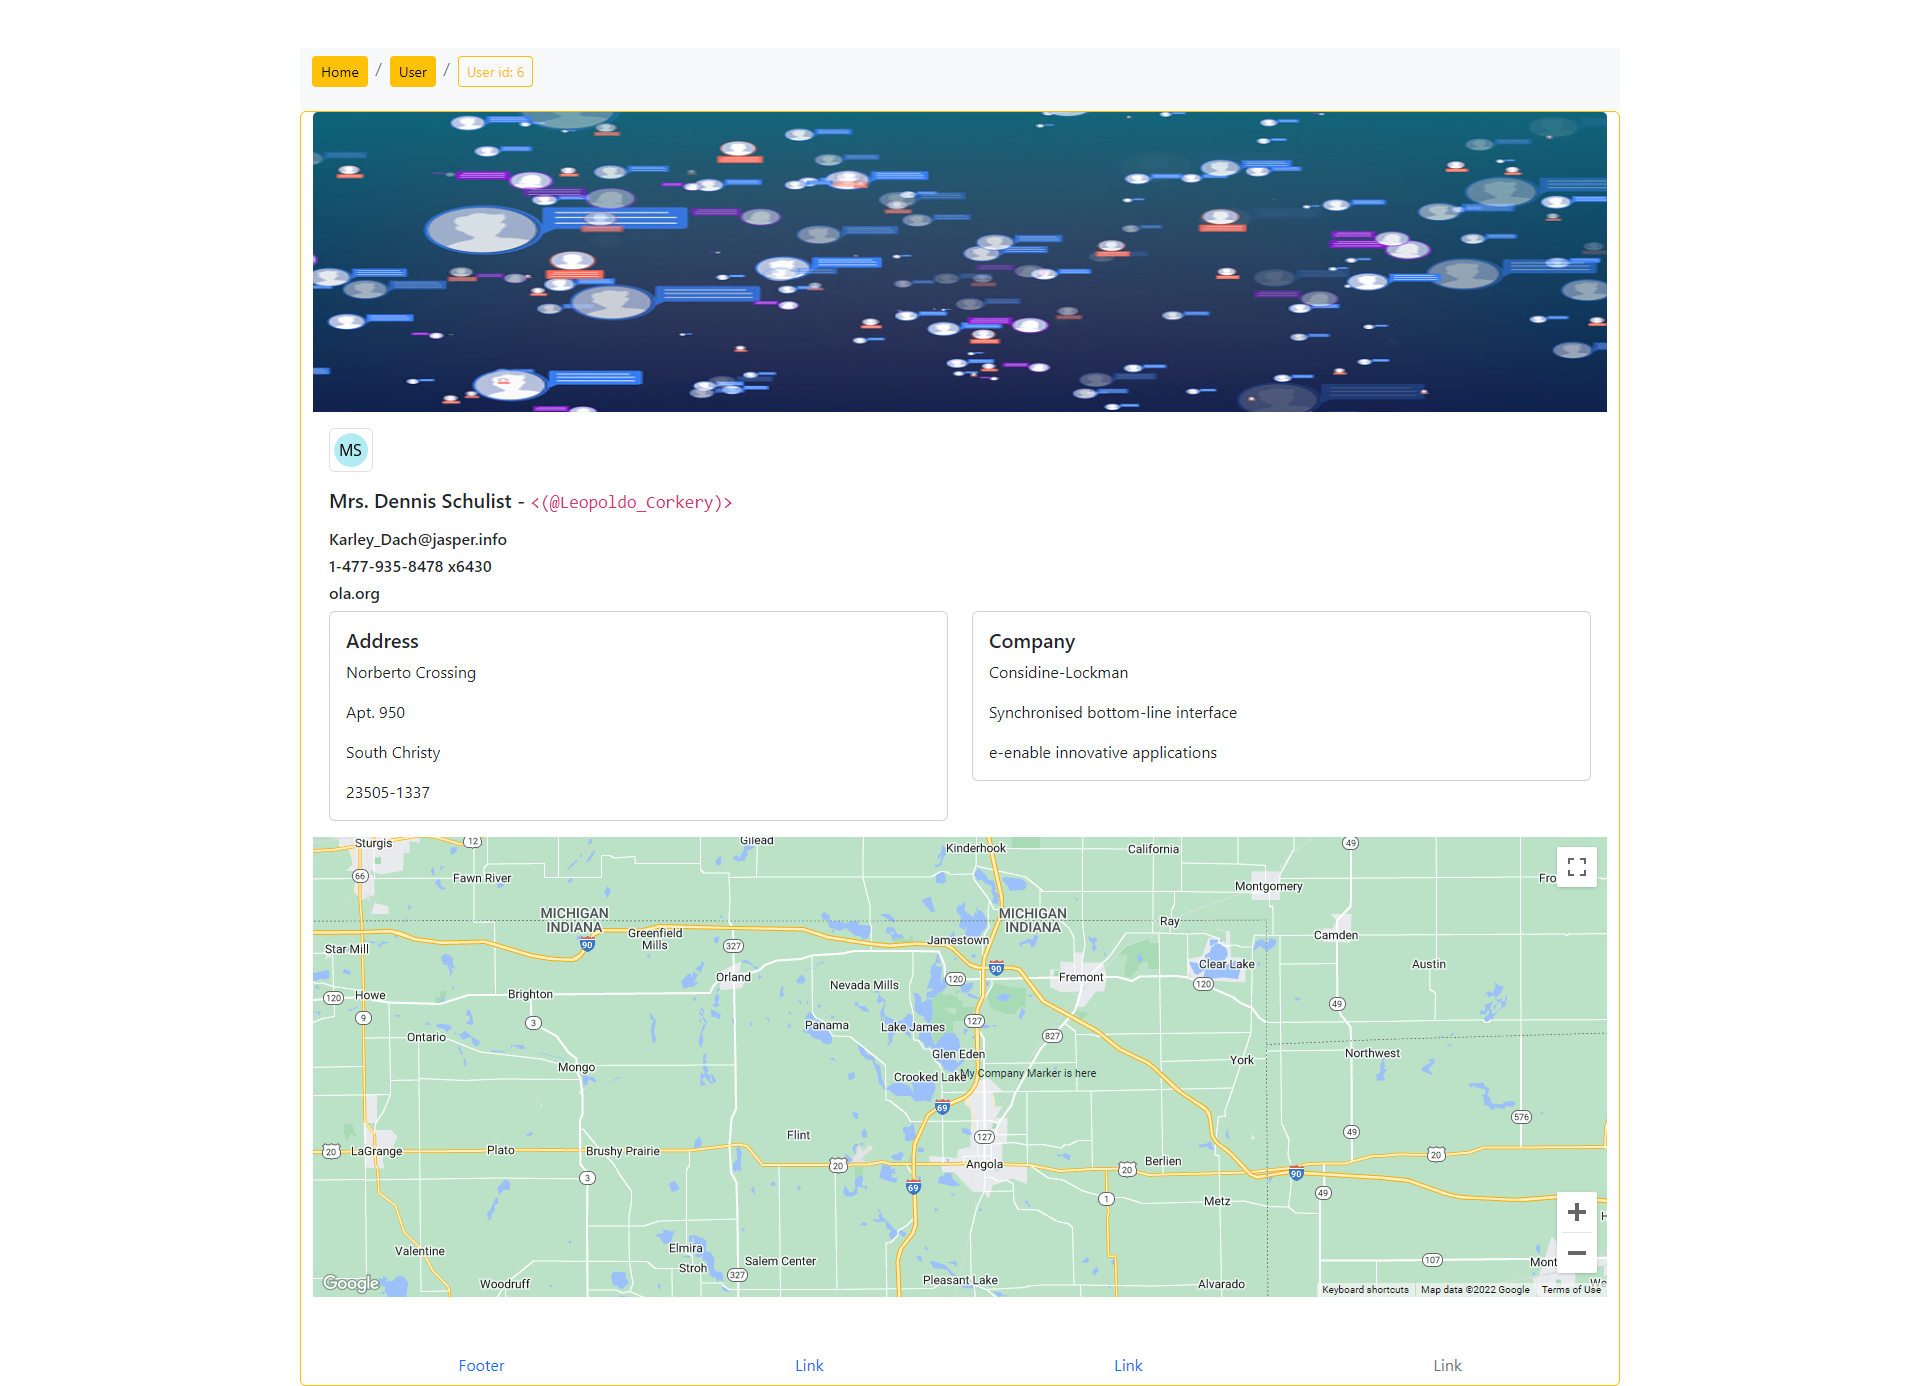 Home / User / User id: 6
MS
Mrs. Dennis Schulist - <(@Leopoldo_Corkery)>
Karley_Dach@jasper.info
1-477-935-8478 x6430
ola.org
Address
Norberto Crossing
Apt. 950
South Christy
23505-1337
Company
Considine-Lockman
Synchronised bottom-line interface
e-enable innovative applications
Sturgis
12
Gilead
Kinderhook
California
49
66
Fawn River
Montgomery
Fro
MICHIGAN
INDIANA
MICHIGAN
INDIANA
Ray
90
Greenfield
Mills
327
Jamestown
Camden
Star Mill
Orland
Nevada Mills
120
90
Fremont
Clear Lake
120
Austin
120
Howe
Brighton
49
9
3
Panama
Lake James
127
827
Ontario
Glen Eden
York
Northwest
Mongo
Crooked Lake
My Company Marker is here
69
576
Flint
127
49
20
LaGrange
Plato
Brushy Prairie
20
Angola
20
Berlien
20
3
69
1
Metz
90
49
Valentine
Elmira
Stroh
327
Salem Center
107
Mont
Woodruff
Pleasant Lake
Alvarado
Google
Keyboard shortcuts
Map data ©2022 Google
Terms of Use
Footer
Link
Link
Link